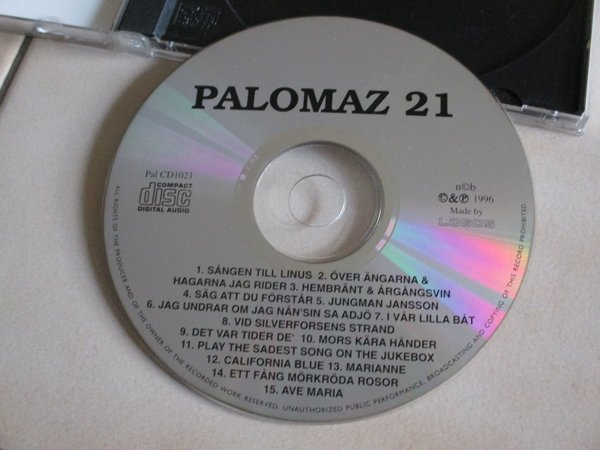 PALOMAZ 21
Pal CD1021
COMPACT
disc
DIGITAL AUDIO
n©b
©&℗ 1996
Made by
LOGOS
1. SÅNGEN TILL LINUS 2. ÖVER ÄNGARNA &
HAGARNA JAG RIDER 3. HEMBRÄNT & ÅRGÅNGSVIN
4. SÄG ATT DU FÖRSTÅR 5. JUNGMAN JANSSON
6. JAG UNDRAR OM JAG NÅN'SIN SA ADJÖ 7. I VÅR LILLA BÅT
8. VID SILVERFORSENS STRAND
9. DET VAR TIDER DE' 10. MORS KÄRA HÄNDER
11. PLAY THE SADEST SONG ON THE JUKEBOX
12. CALIFORNIA BLUE 13. MARIANNE
14. ETT FÅNG MÖRKRÖDA ROSOR
15. AVE MARIA
ALL RIGHTS OF THE PRODUCER AND OF THE OWNER OF THE RECORDED WORK RESERVED. UNAUTHORIZED PUBLIC PERFORMANCE, BROADCASTING AND COPYING OF THIS RECORD PROHIBITED.